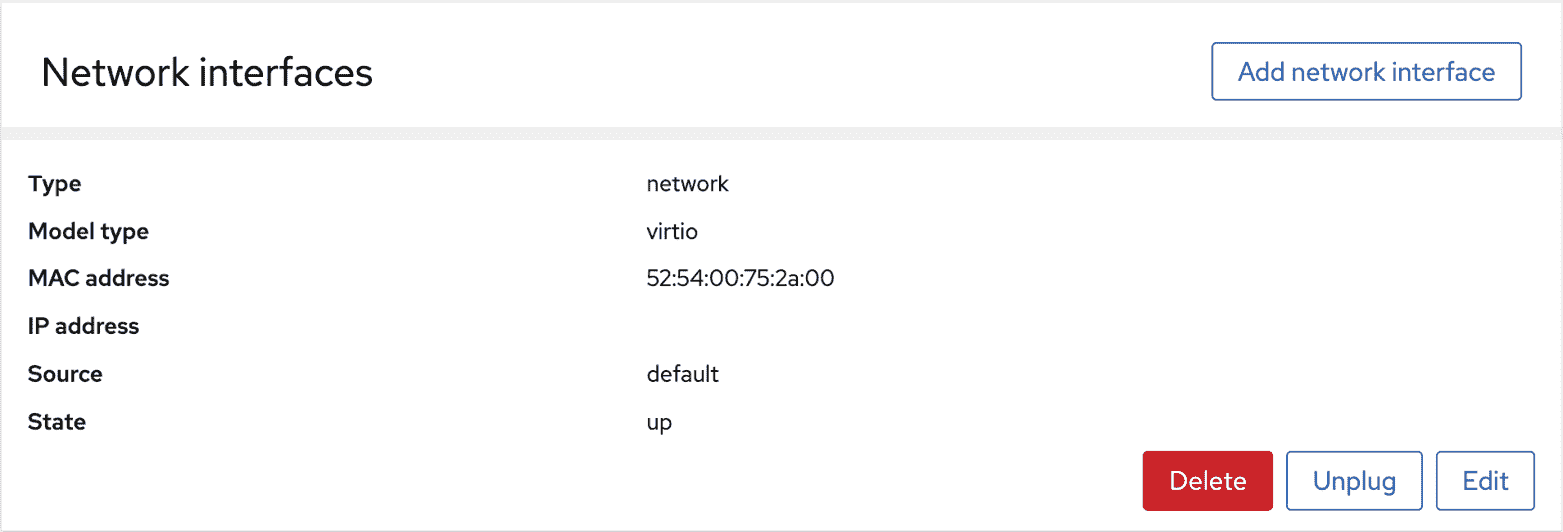 Network interfaces
Add network interface
Type network
Model type virtio
MAC address 52:54:00:75:2a:00
IP address
Source default
State up
Delete Unplug Edit